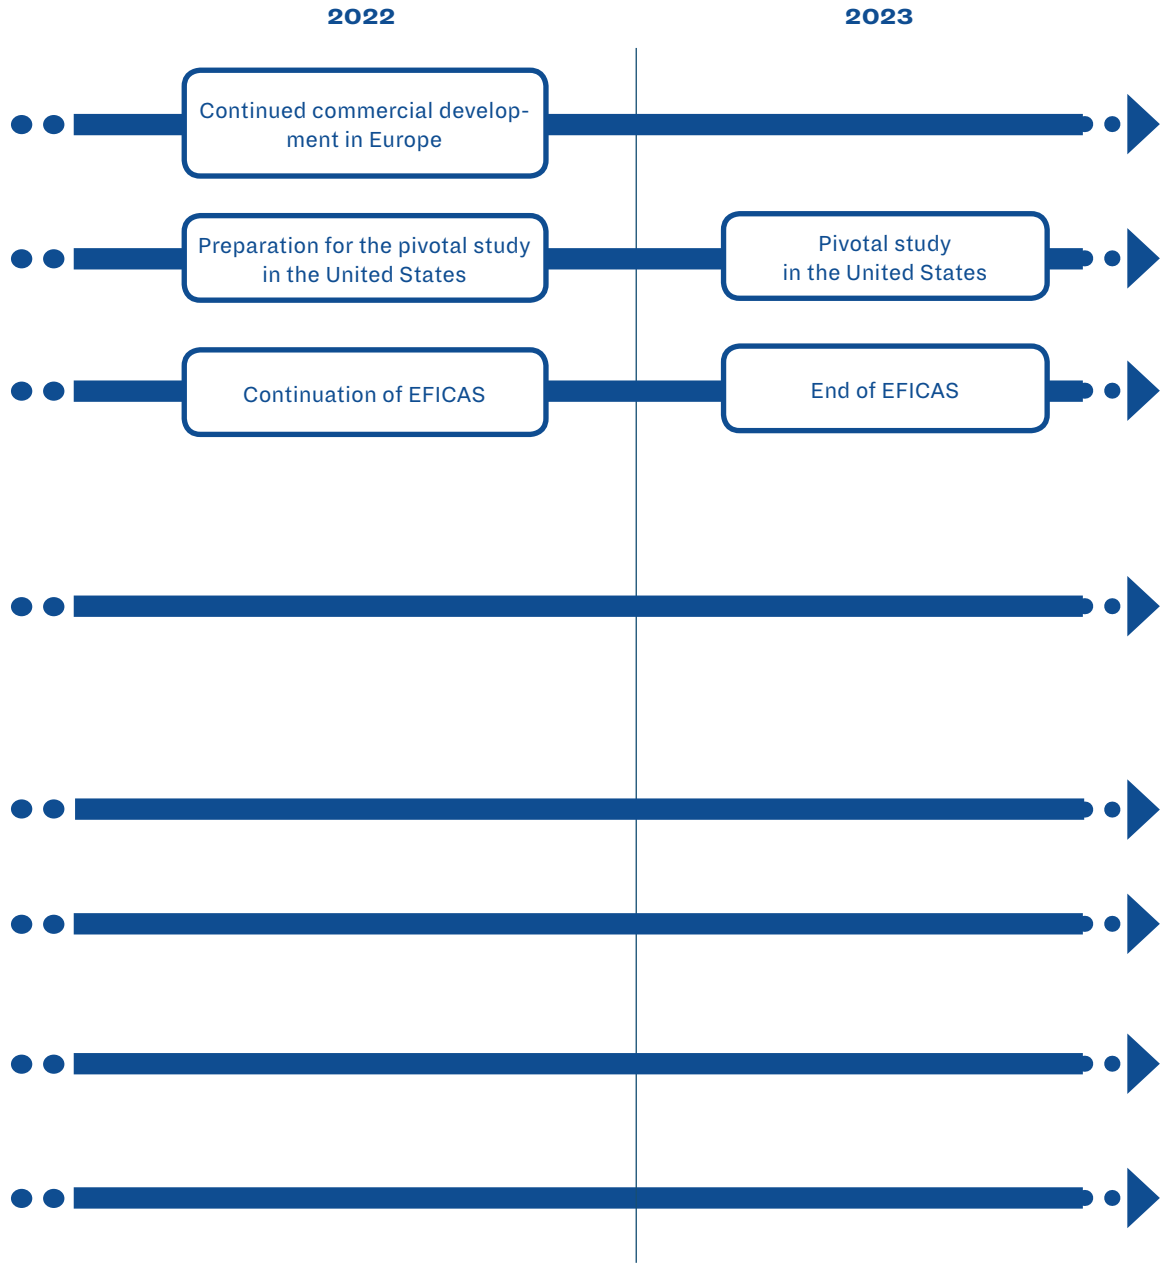 2022
2023
Continued commercial develop-
ment in Europe
Preparation for the pivotal study
in the United States
Pivotal study
in the United States
Continuation of EFICAS
End of EFICAS